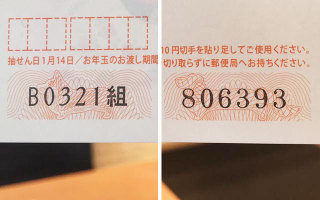 抽せん日1月14日/お年玉のお渡し期間
B0321組
10円切手を貼り足してご使用ください。
切り取らずに郵便局へお持ちください。
806393